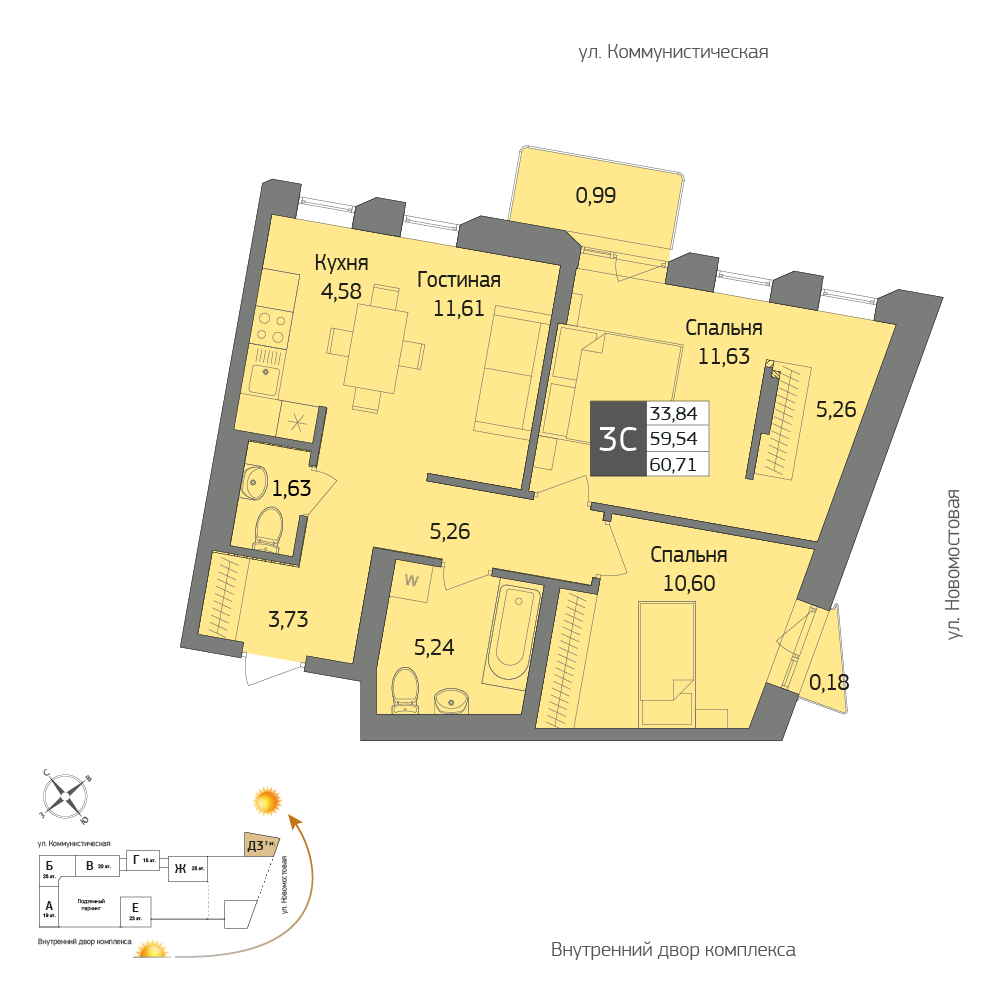 ул. Коммунистическая
0,99
Кухня
4,58
Гостиная
11,61
Спальня
11,63
5,26
3С
33,84
59,54
60,71
1,63
5,26
Спальня
10,60
W
3,73
5,24
0,18
ул. Новомостовая
С
В
З
Ю
ул. Коммунистическая
Б
25 эт.
В
20 эт.
Г
15 эт.
Ж
25 эт.
Д3
7 эт.
А
19 эт.
Подземный
паркинг
Е
23 эт.
ул. Новомостовая
Внутренний двор комплекса
Внутренний двор комплекса